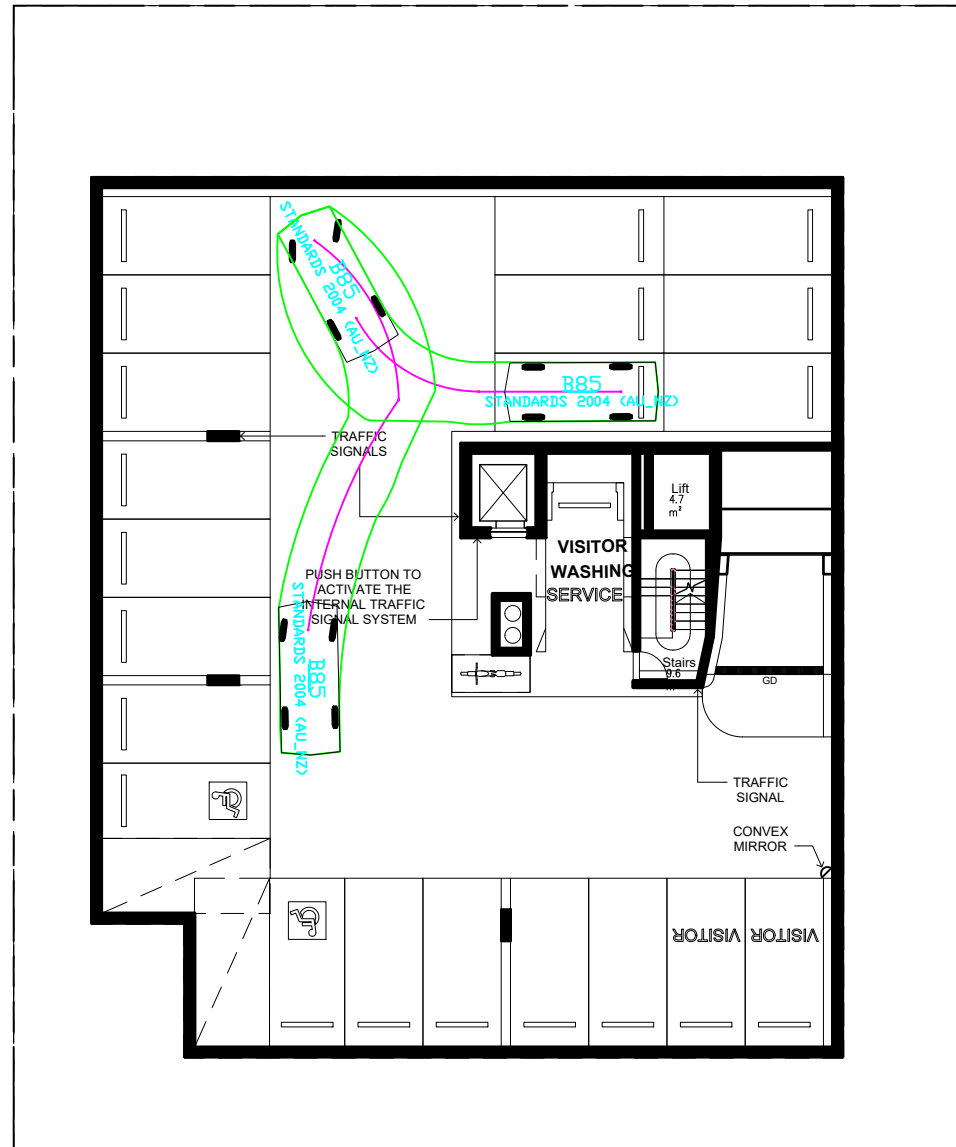 STANDARDS 2004 (AU_NZ)
B85
B85
STANDARDS 2004 (AU_NZ)
TRAFFIC
SIGNALS
Lift
4.7
m²
VISITOR
WASHING
SERVICE
PUSH BUTTON TO
ACTIVATE THE
INTERNAL TRAFFIC
SIGNAL SYSTEM
STANDARDS 2004 (AU_NZ)
B85
Stairs
9.6
GD
TRAFFIC
SIGNAL
CONVEX
MIRROR
VISITOR
VISITOR